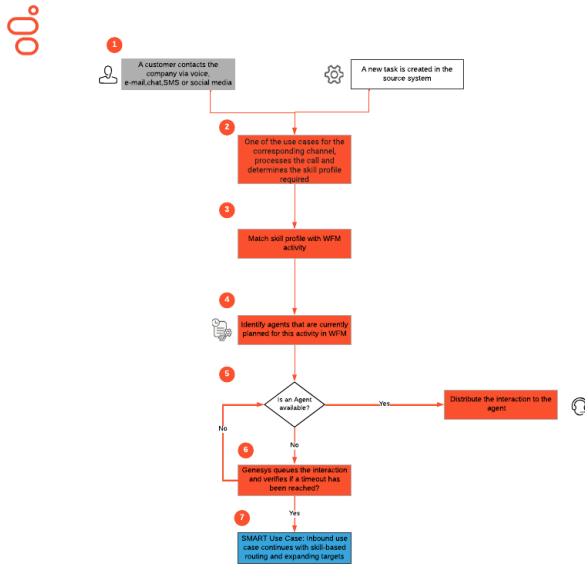 1
A customer contacts the
company via voice,
e-mail,chat,SMS or social media
A new task is created in the
source system
2
One of the use cases for the
corresponding channel,
processes the call and
determines the skill profile
required
3
Match skill profile with WFM
activity
4
Identify agents that are currently
planned for this activity in WFM
5
Is an Agent
available?
Yes
Distribute the interaction to the
agent
No
No
6
Genesys queues the interaction
and verifies if a timeout has
been reached?
Yes
7
SMART Use Case: Inbound use
case continues with skill-based
routing and expanding targets